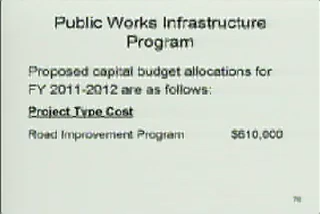 Public Works Infrastructure
Program
Proposed capital budget allocations for
FY 2011-2012 are as follows:
Project Type Cost
Road Improvement Program $610,000